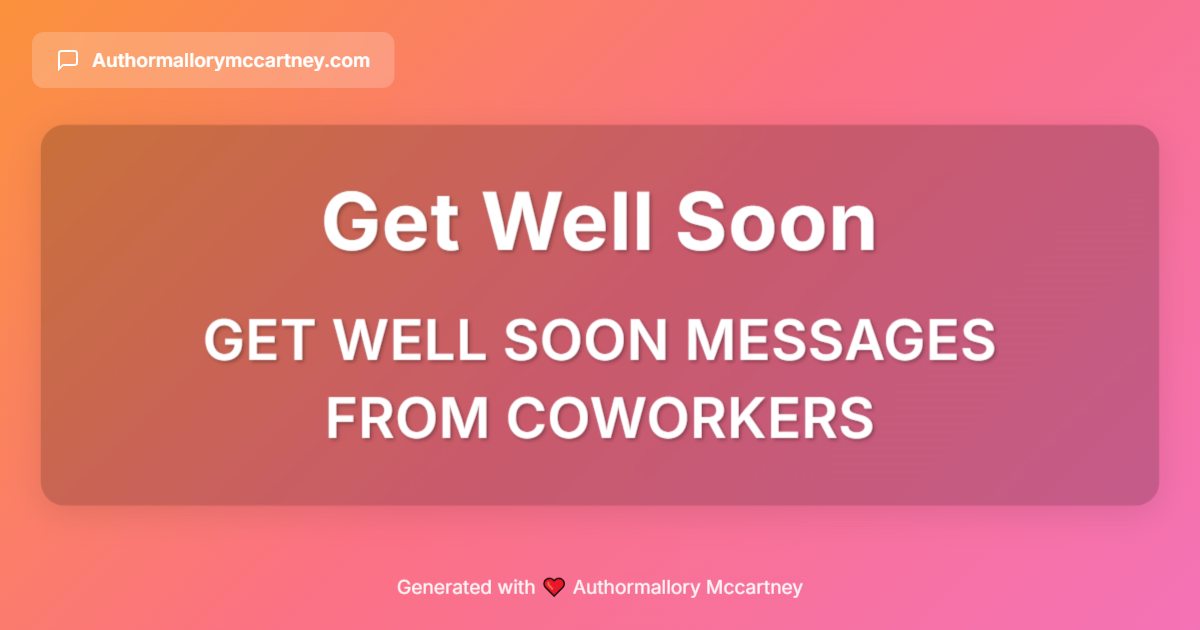 Authormallorymccartney.com
Get Well Soon
GET WELL SOON MESSAGES
FROM COWORKERS
Generated with ❤️ Authormallory Mccartney